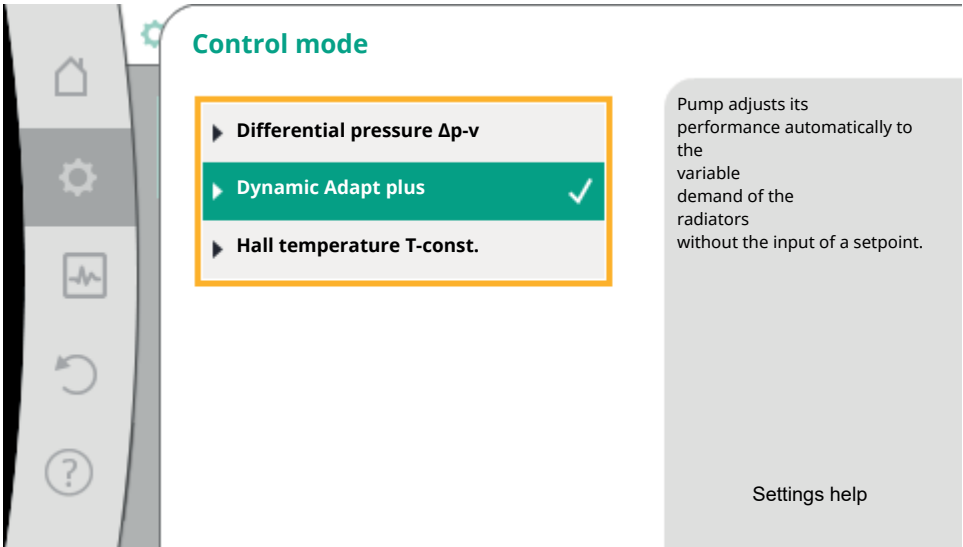 Control mode
Differential pressure Δp-v
Dynamic Adapt plus
Hall temperature T-const.
Pump adjusts its
performance automatically to
the
variable
demand of the
radiators
without the input of a setpoint.
Settings help
?